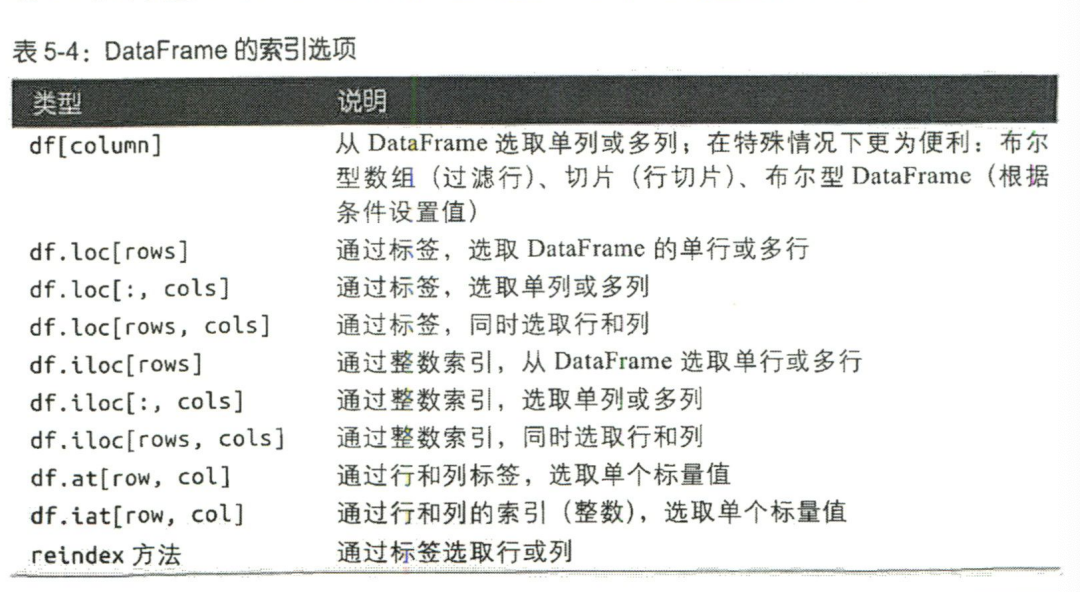 表 5-4：DataFrame 的索引选项
类型 说明
df[column] 从 DataFrame 选取单列或多列；在特殊情况下更为便利：布尔
型数组（过滤行）、切片（行切片）、布尔型 DataFrame（根据
条件设置值）
df.loc[rows] 通过标签，选取 DataFrame 的单行或多行
df.loc[:, cols] 通过标签，选取单列或多列
df.loc[rows, cols] 通过标签，同时选取行和列
df.iloc[rows] 通过整数索引，从 DataFrame 选取单行或多行
df.iloc[:, cols] 通过整数索引，选取单列或多列
df.iloc[rows, cols] 通过整数索引，同时选取行和列
df.at[row, col] 通过行和列标签，选取单个标量值
df.iat[row, col] 通过行和列的索引（整数），选取单个标量值
reindex 方法 通过标签选取行或列